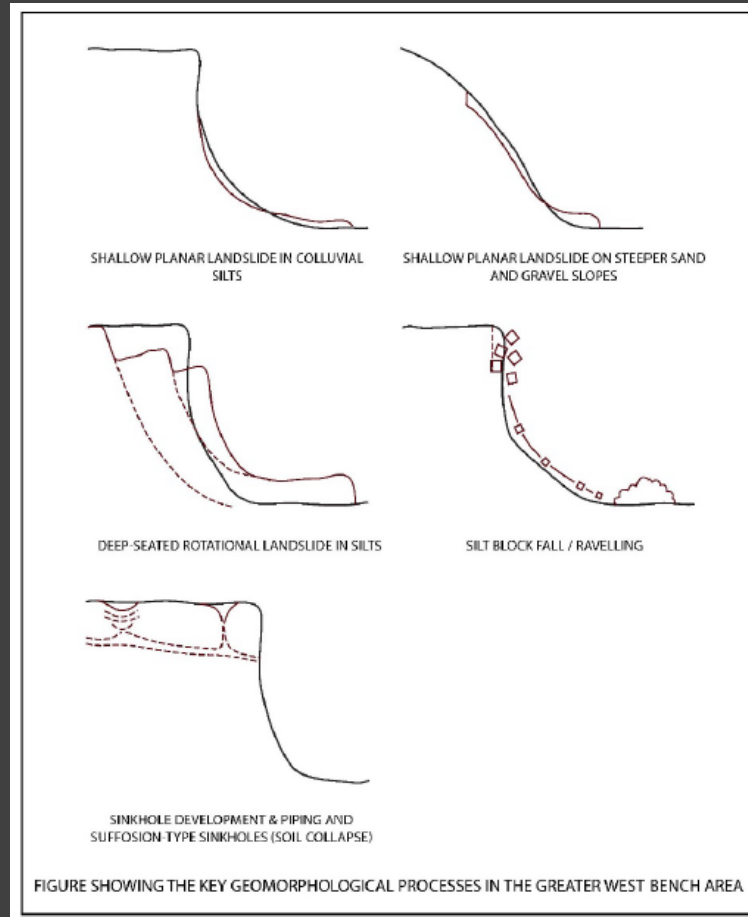 SHALLOW PLANAR LANDSLIDE IN COLLUVIAL
SILTS
SHALLOW PLANAR LANDSLIDE ON STEEPER SAND
AND GRAVEL SLOPES
DEEP-SEATED ROTATIONAL LANDSLIDE IN SILTS
SILT BLOCK FALL / RAVELLING
SINKHOLE DEVELOPMENT & PIPING AND
SUFFOSION-TYPE SINKHOLES (SOIL COLLAPSE)
FIGURE SHOWING THE KEY GEOMORPHOLOGICAL PROCESSES IN THE GREATER WEST BENCH AREA